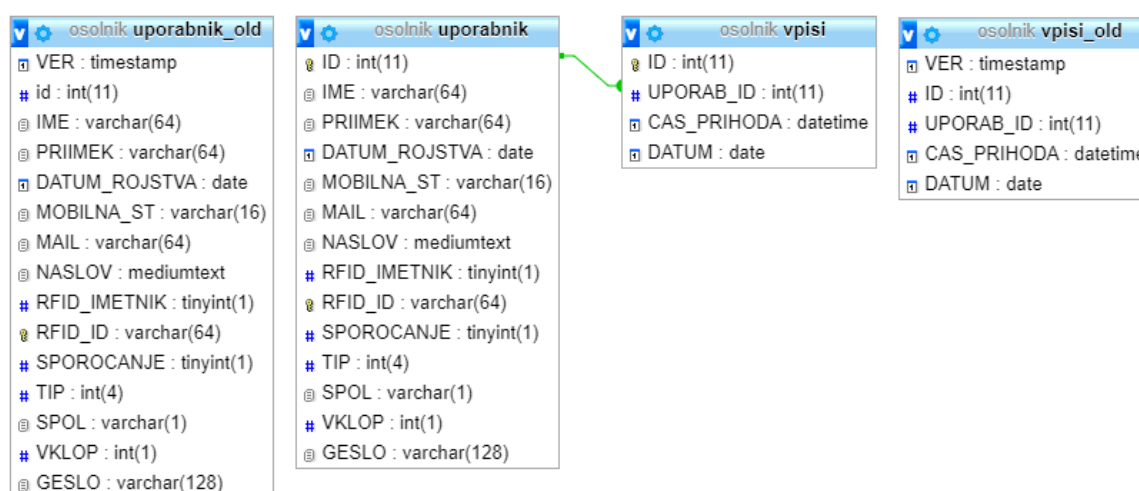 osolnik uporabnik_old
VER : timestamp
id : int(11)
IME : varchar(64)
PRIIMEK : varchar(64)
DATUM_ROJSTVA : date
MOBILNA_ST : varchar(16)
MAIL : varchar(64)
NASLOV : mediumtext
RFID_IMETNIK : tinyint(1)
RFID_ID : varchar(64)
SPOROCANJE : tinyint(1)
TIP : int(4)
SPOL : varchar(1)
VKLOP : int(1)
GESLO : varchar(128)
osolnik uporabnik
ID : int(11)
IME : varchar(64)
PRIIMEK : varchar(64)
DATUM_ROJSTVA : date
MOBILNA_ST : varchar(16)
MAIL : varchar(64)
NASLOV : mediumtext
RFID_IMETNIK : tinyint(1)
RFID_ID : varchar(64)
SPOROCANJE : tinyint(1)
TIP : int(4)
SPOL : varchar(1)
VKLOP : int(1)
GESLO : varchar(128)
osolnik vpisi
ID : int(11)
UPORAB_ID : int(11)
CAS_PRIHODA : datetime
DATUM : date
osolnik vpisi_old
VER : timestamp
ID : int(11)
UPORAB_ID : int(11)
CAS_PRIHODA : datetime
DATUM : date